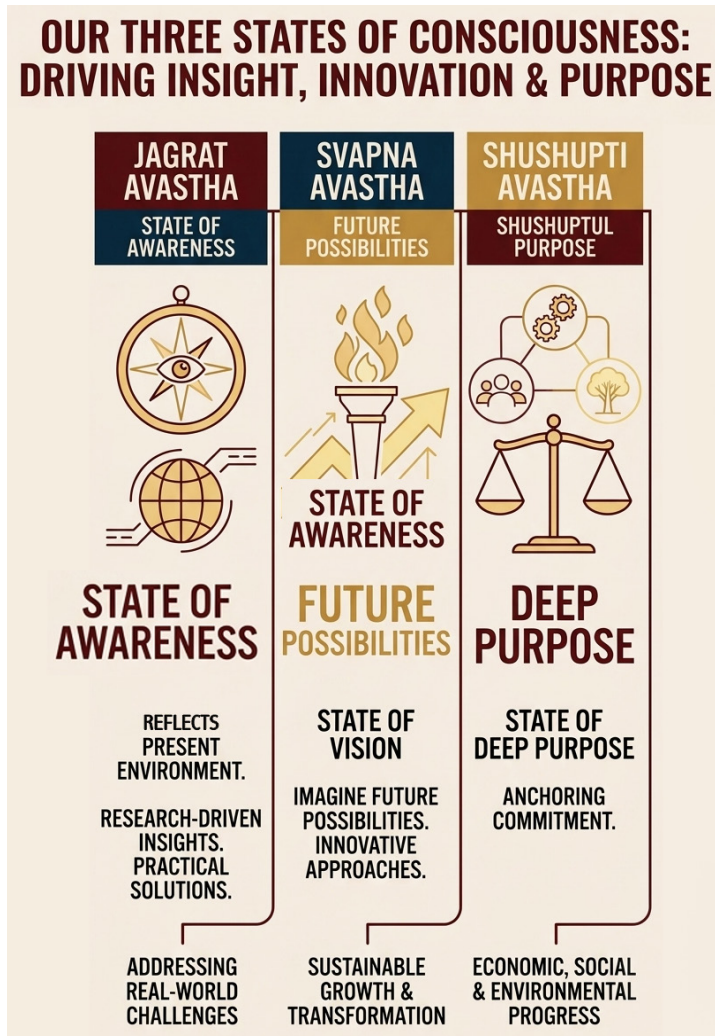 OUR THREE STATES OF CONSCIOUSNESS:
DRIVING INSIGHT, INNOVATION & PURPOSE
JAGRAT
AVASTHA
STATE OF
AWARENESS
STATE OF
AWARENESS
REFLECTS
PRESENT
ENVIRONMENT.
RESEARCH-DRIVEN
INSIGHTS.
PRACTICAL
SOLUTIONS.
ADDRESSING
REAL-WORLD
CHALLENGES
SVAPNA
AVASTHA
FUTURE
POSSIBILITIES
STATE OF
AWARENESS
FUTURE
POSSIBILITIES
STATE OF
VISION
IMAGINE FUTURE
POSSIBILITIES.
INNOVATIVE
APPROACHES.
SUSTAINABLE
GROWTH &
TRANSFORMATION
SHUSHUPTI
AVASTHA
SHUSHUPTUL
PURPOSE
DEEP
PURPOSE
STATE OF
DEEP PURPOSE
ANCHORING
COMMITMENT.
ECONOMIC, SOCIAL
& ENVIRONMENTAL
PROGRESS